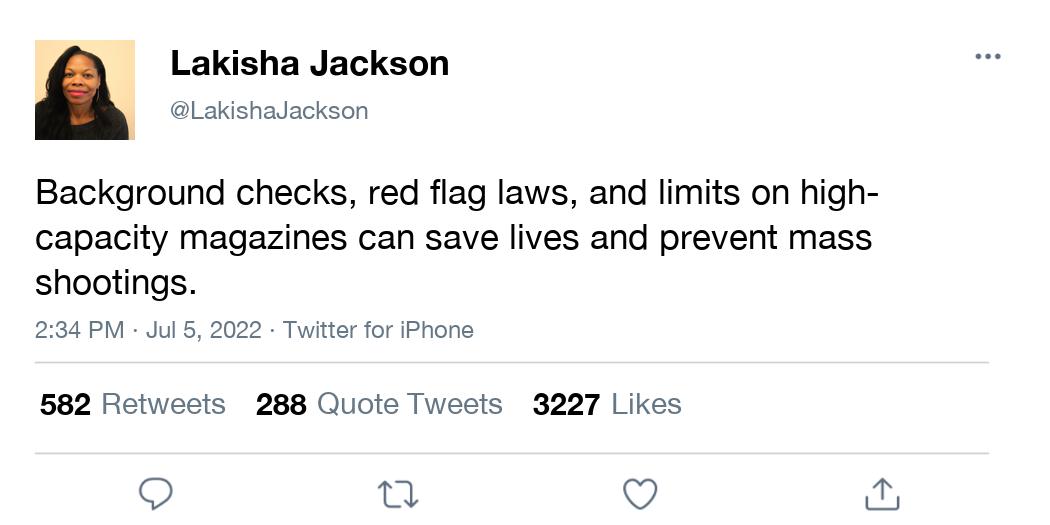 Lakisha Jackson
@LakishaJackson
Background checks, red flag laws, and limits on high-
capacity magazines can save lives and prevent mass
shootings.
2:34 PM · Jul 5, 2022 · Twitter for iPhone
582 Retweets 288 Quote Tweets 3227 Likes